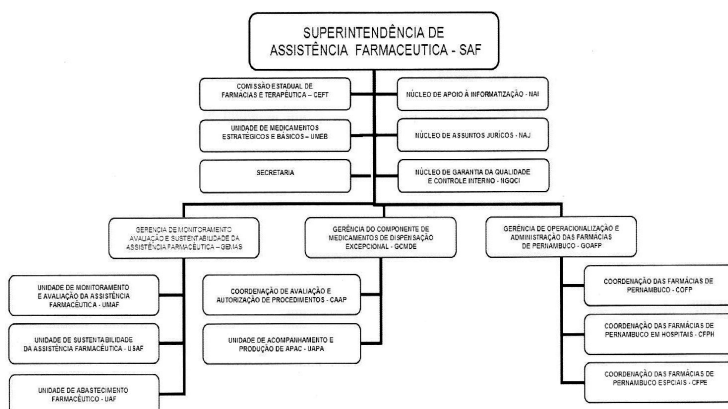 SUPERINTENDÊNCIA DE
ASSISTÊNCIA FARMACEUTICA - SAF
COMISSÃO ESTADUAL DE
FARMÁCIAS E TERAPÊUTICA – CEFT
NÚCLEO DE APOIO À INFORMATIZAÇÃO - NAI
UNIDADE DE MEDICAMENTOS
ESTRATÉGICOS E BÁSICOS – UMEB
NÚCLEO DE ASSUNTOS JURÍCOS - NAJ
SECRETARIA
NÚCLEO DE GARANTIA DA QUALIDADE
E CONTROLE INTERNO - NGQCI
GERENCIA DE MONITORAMENTO
AVALIAÇÃO E SUSTENTABILIDADE DA
ASSISTÊNCIA FARMACÊUTICA – GEMAS
GERÊNCIA DO COMPONENTE DE
MEDICAMENTOS DE DISPENSAÇÃO
EXCEPCIONAL - GCMDE
GERÊNCIA DE OPERACIONALIZAÇÃO E
ADMINISTRAÇÃO DAS FARMÁCIAS
DE PERNAMBUCO - GOAFP
UNIDADE DE MONITORAMENTO
E AVALIAÇÃO DA ASSISTÊNCIA
FARMACÊUTICA - UMAF
COORDENAÇÃO DE AVALIAÇÃO E
AUTORIZAÇÃO DE PROCEDIMENTOS - CAAP
COORDENAÇÃO DAS FARMÁCIAS DE
PERNAMBUCO - COFP
UNIDADE DE SUSTENTABILIDADE
DA ASSISTÊNCIA FARMACÊUTICA - USAF
UNIDADE DE ACOMPANHAMENTO E
PRODUÇÃO DE APAC - UAPA
COORDENAÇÃO DAS FARMÁCIAS DE
PERNAMBUCO EM HOSPITAIS - CFPH
UNIDADE DE ABASTECIMENTO
FARMACÊUTICO - UAF
COORDENAÇÃO DAS FARMÁCIAS DE
PERNAMBUCO ESPCIAIS - CFPE